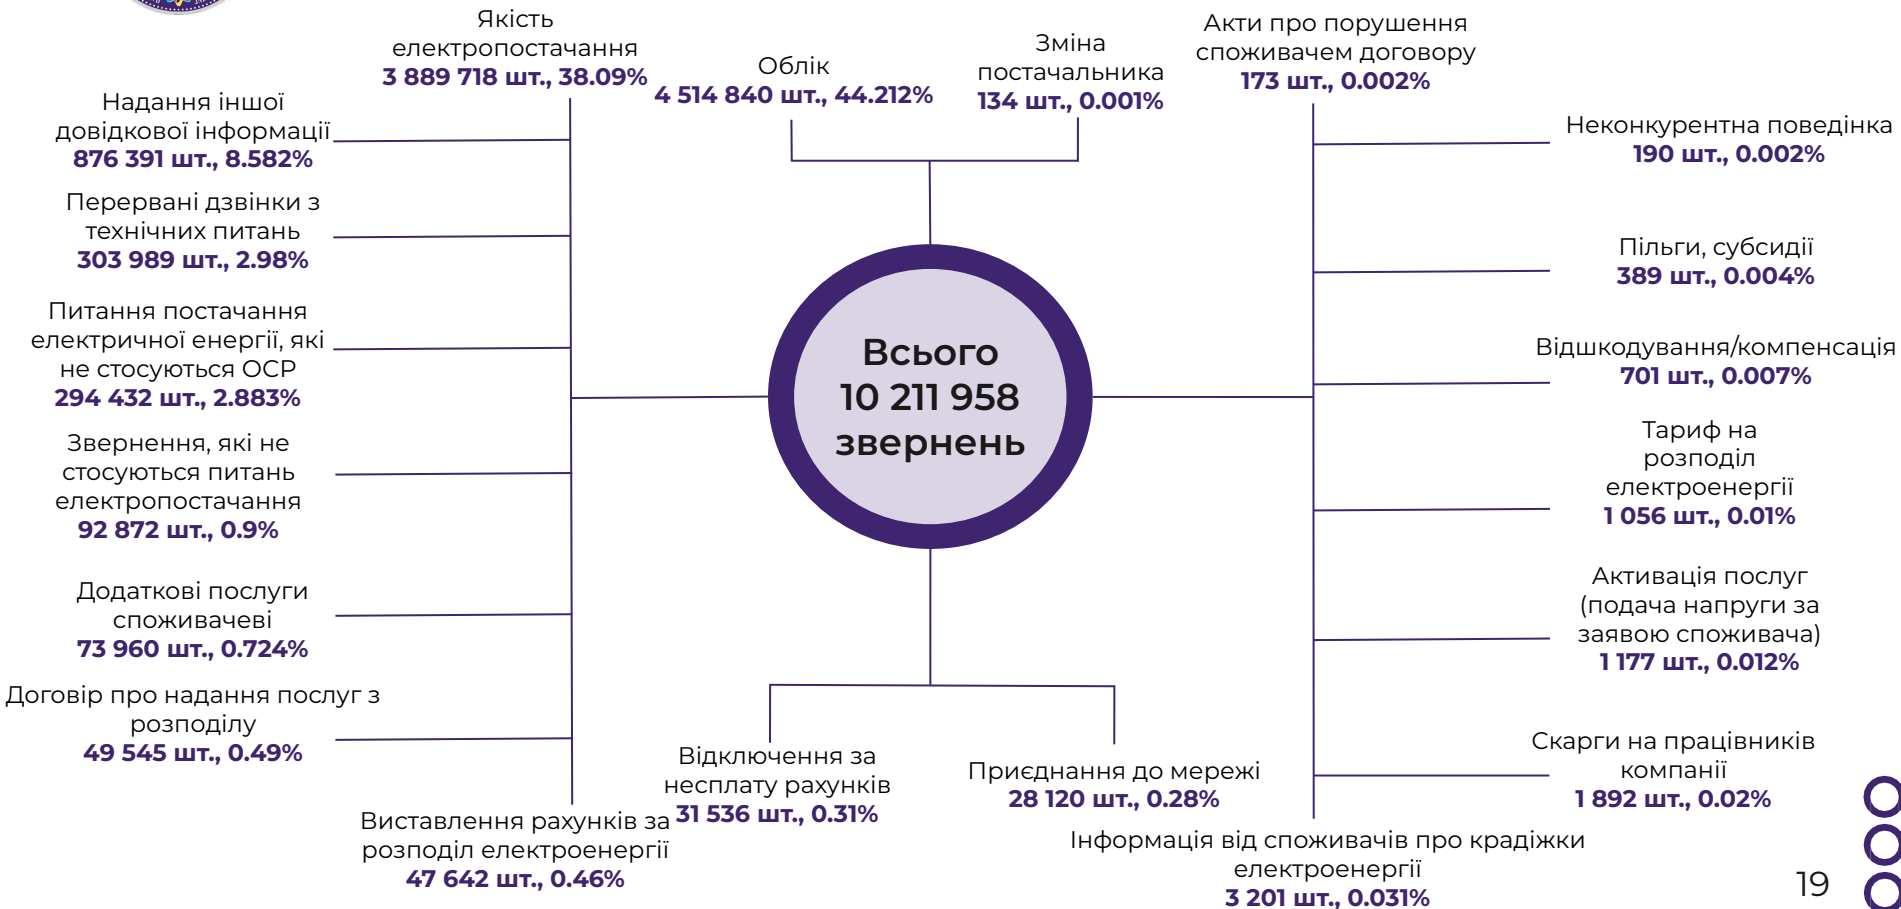 Якість
електропостачання
3 889 718 шт., 38.09%
Облік
4 514 840 шт., 44.212%
Зміна
постачальника
134 шт., 0.001%
Акти про порушення
споживачем договору
173 шт., 0.002%
Надання іншої
довідкової інформації
876 391 шт., 8.582%
Перервані дзвінки з
технічних питань
303 989 шт., 2.98%
Питання постачання
електричної енергії, які
не стосуються ОСР
294 432 шт., 2.883%
Звернення, які не
стосуються питань
електропостачання
92 872 шт., 0.9%
Додаткові послуги
споживачеві
73 960 шт., 0.724%
Договір про надання послуг з
розподілу
49 545 шт., 0.49%
Виставлення рахунків за
розподіл електроенергії
47 642 шт., 0.46%
Всього
10 211 958
звернень
Відключення за
несплату рахунків
31 536 шт., 0.31%
Приєднання до мережі
28 120 шт., 0.28%
Неконкурентна поведінка
190 шт., 0.002%
Пільги, субсидії
389 шт., 0.004%
Відшкодування/компенсація
701 шт., 0.007%
Тариф на
розподіл
електроенергії
1 056 шт., 0.01%
Активація послуг
(подача напруги за
заявою споживача)
1 177 шт., 0.012%
Скарги на працівників
компанії
1 892 шт., 0.02%
Інформація від споживачів про крадіжки
електроенергії
3 201 шт., 0.031%
19